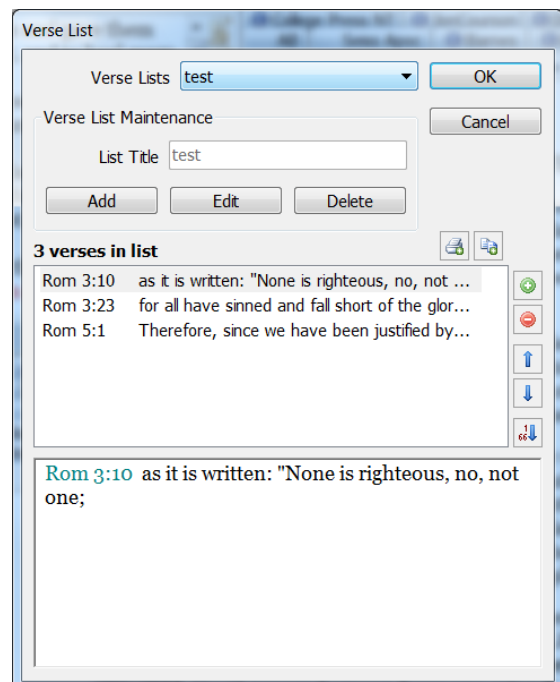 Verse List
Verse Lists test OK
Verse List Maintenance Cancel
List Title test
Add Edit Delete
3 verses in list
Rom 3:10 as it is written: "None is righteous, no, not ...
Rom 3:23 for all have sinned and fall short of the glor...
Rom 5:1 Therefore, since we have been justified by...
1
66
Rom 3:10 as it is written: "None is righteous, no, not
one;